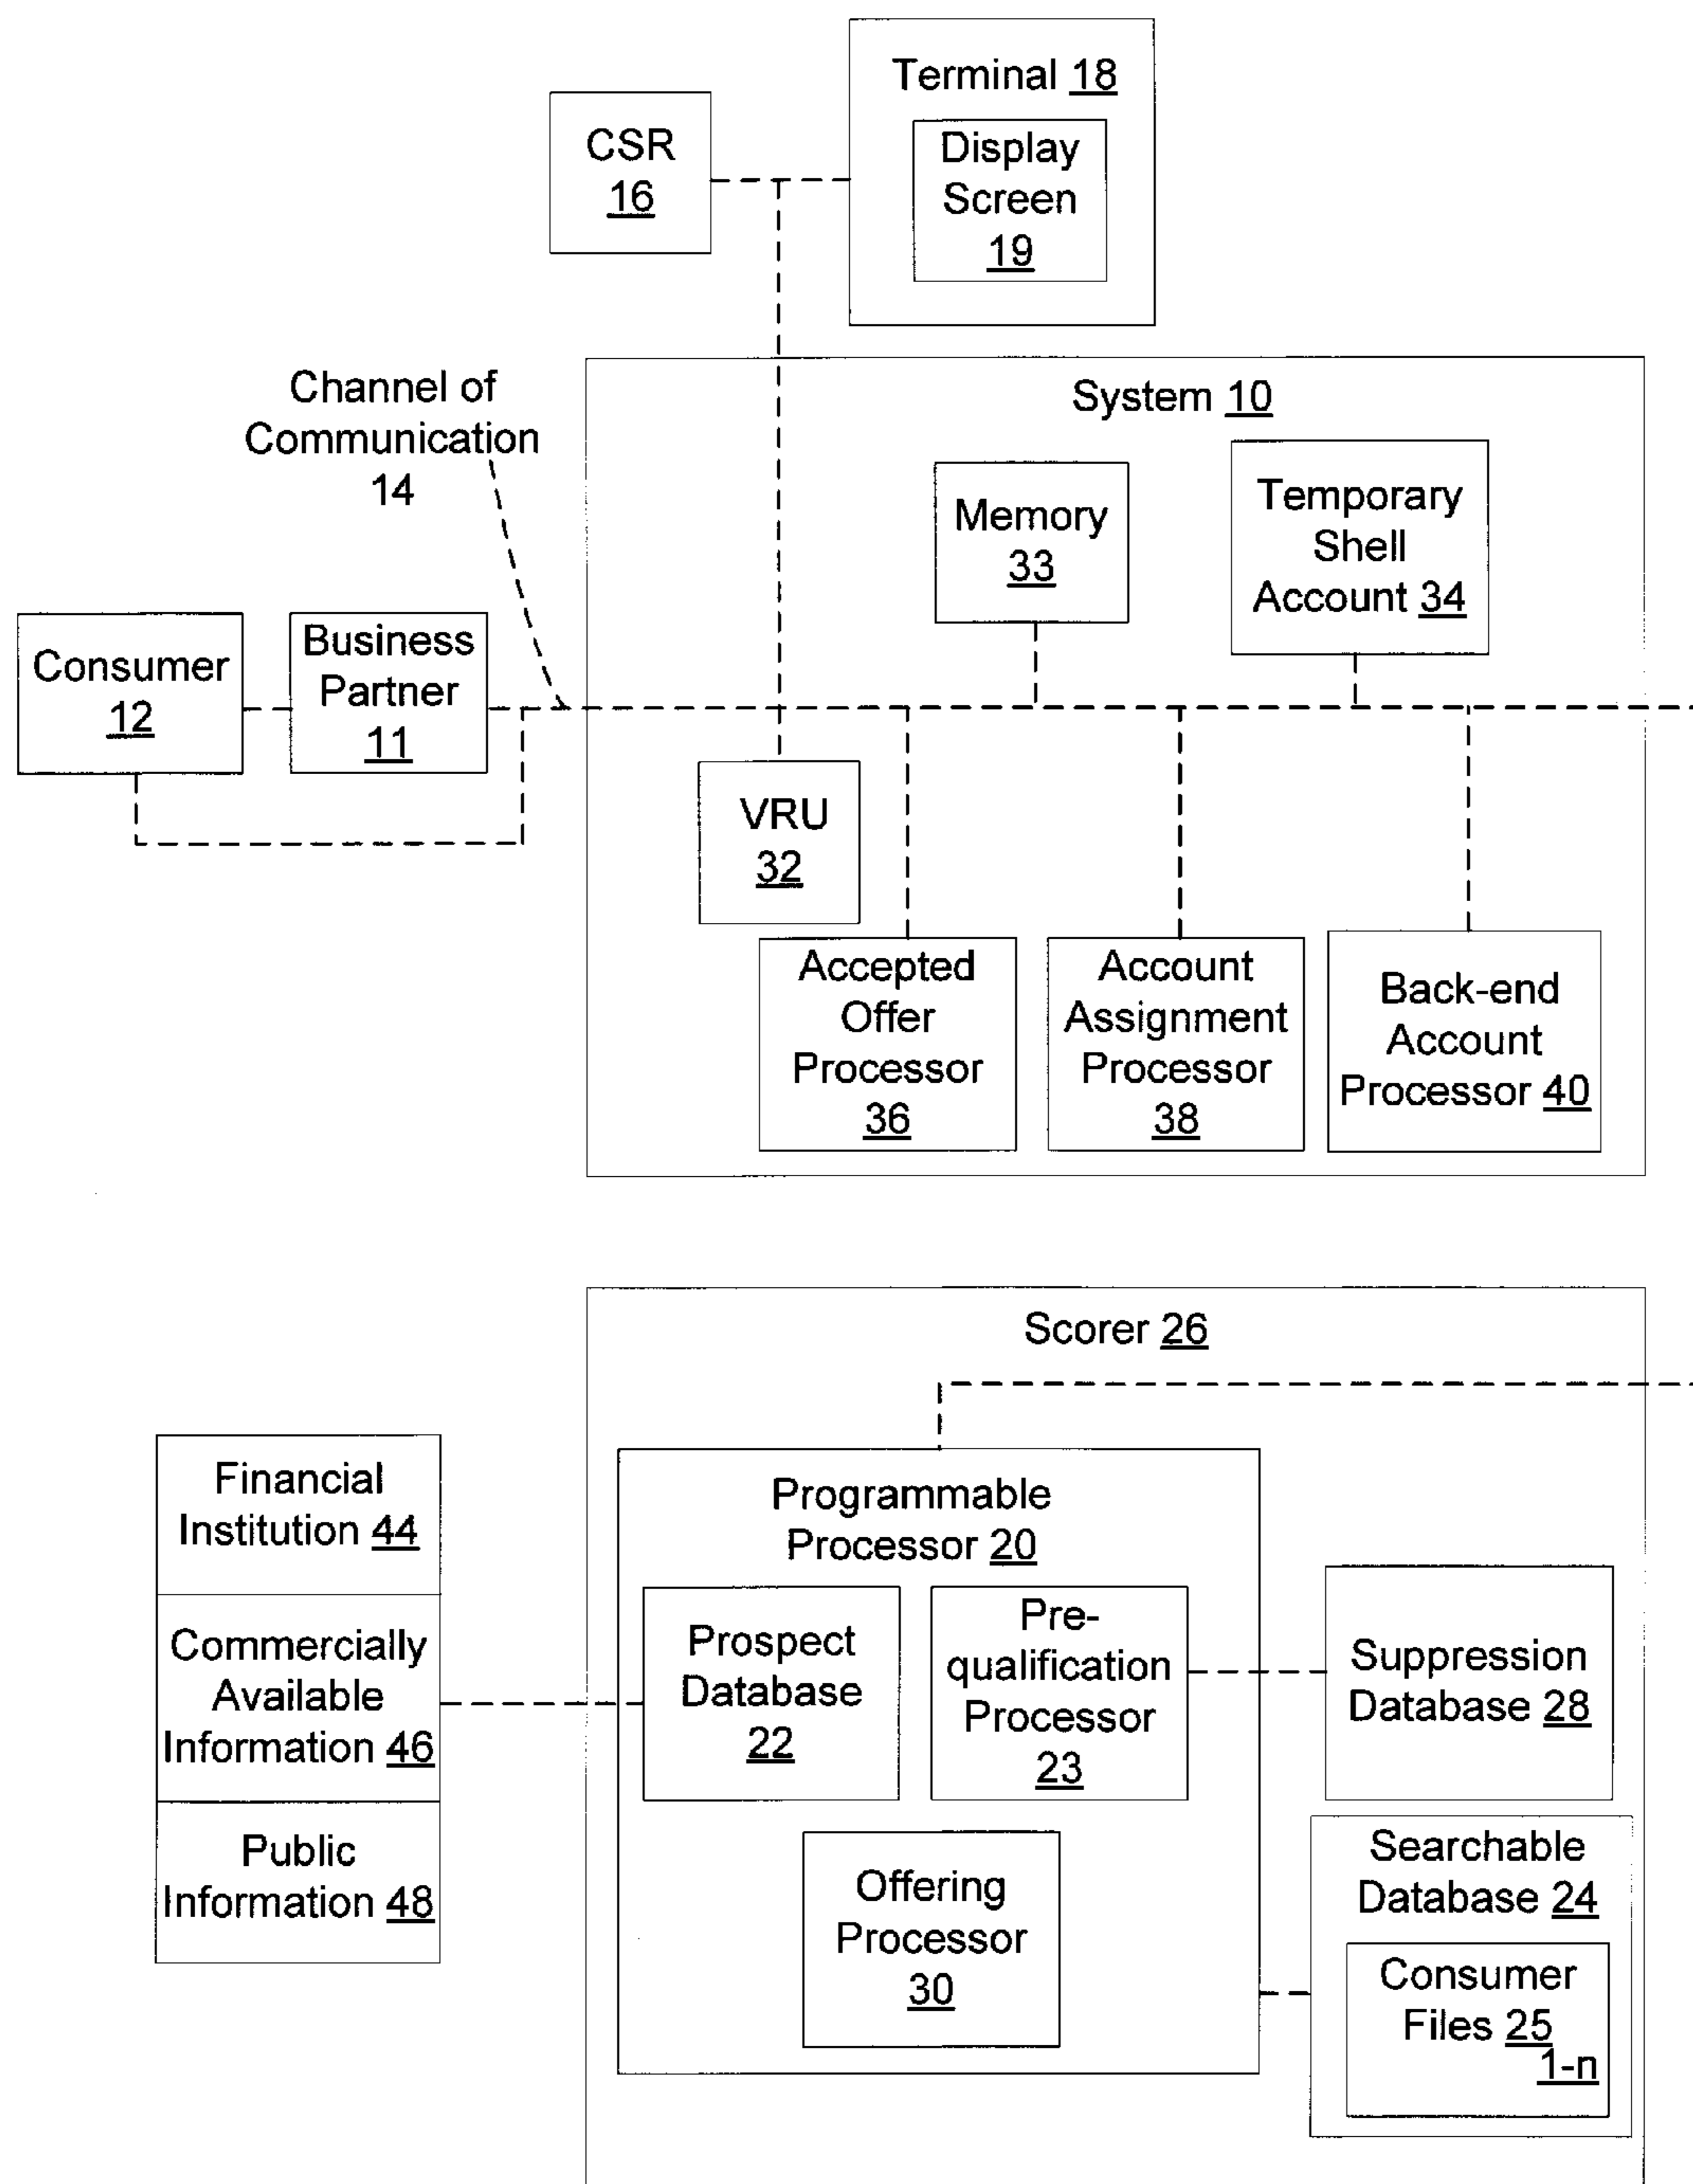 Terminal 18
CSR
16
Display
Screen
19
Channel of
Communication
14
System 10
Memory
33
Temporary
Shell
Account 34
Consumer
12
Business
Partner
11
VRU
32
Accepted
Offer
Processor
36
Account
Assignment
Processor
38
Back-end
Account
Processor 40
Scorer 26
Financial
Institution 44
Commercially
Available
Information 46
Public
Information 48
Programmable
Processor 20
Prospect
Database
22
Pre-
qualification
Processor
23
Suppression
Database 28
Offering
Processor
30
Searchable
Database 24
Consumer
Files 25
1-n